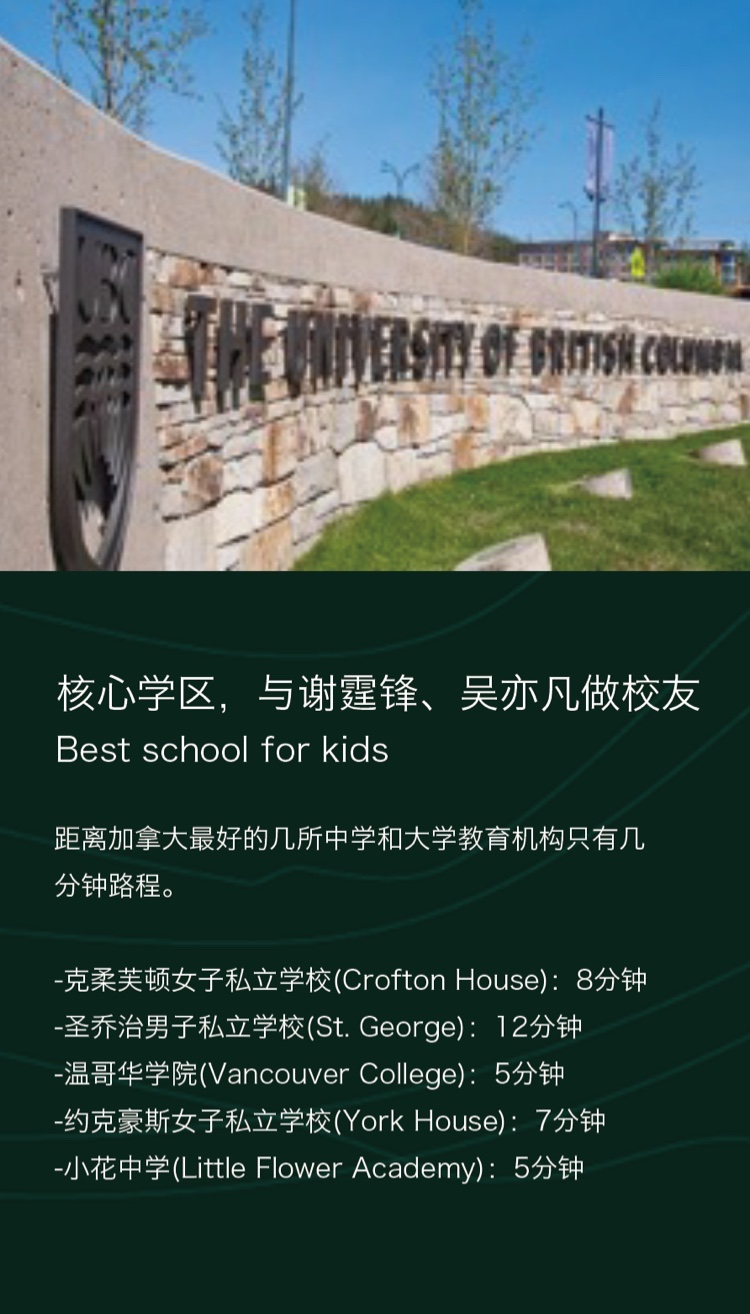 UBC
THE UNIVERSITY OF BRITISH COLUMBIA
核心学区，与谢霆锋、吴亦凡做校友
Best school for kids
距离加拿大最好的几所中学和大学教育机构只有几
分钟路程。
-克柔芙顿女子私立学校(Crofton House)：8分钟
-圣乔治男子私立学校(St. George)：12分钟
-温哥华学院(Vancouver College)：5分钟
-约克豪斯女子私立学校(York House)：7分钟
-小花中学(Little Flower Academy)：5分钟